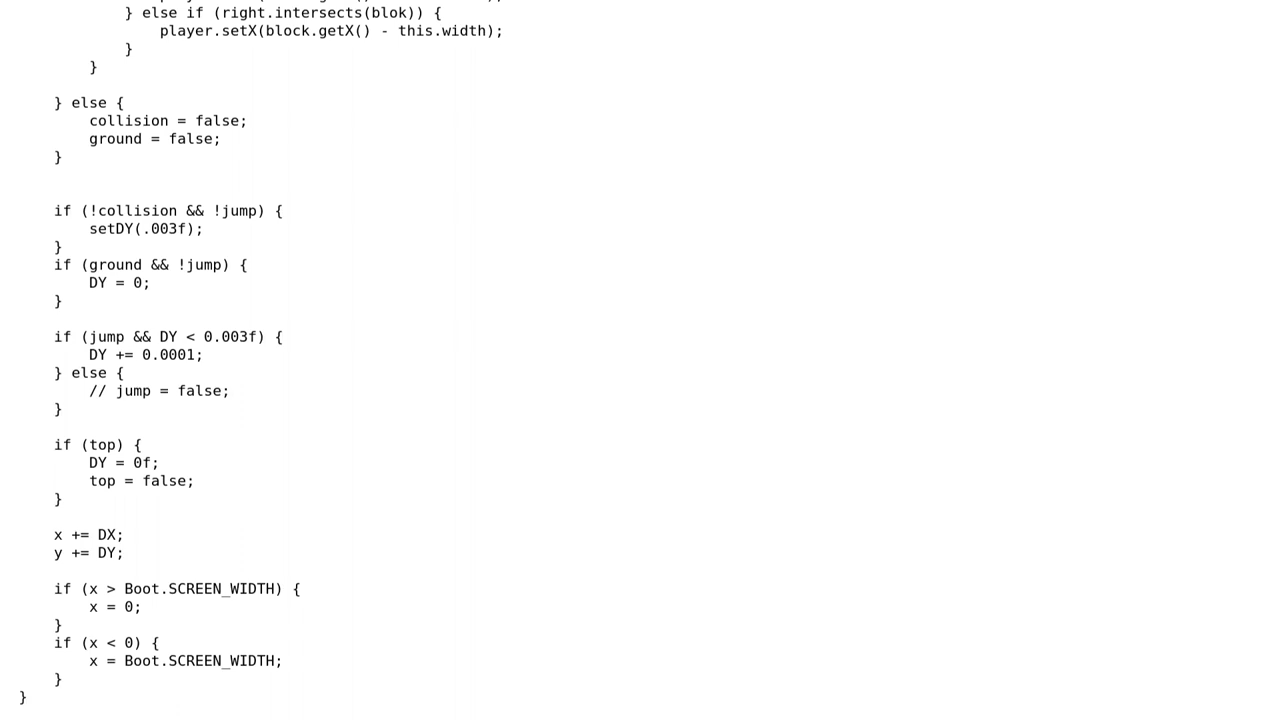 } else if (right.intersects(blok)) {
player.setX(block.getX() - this.width);
}
}
} else {
collision = false;
ground = false;
}
if (!collision && !jump) {
setDY(.003f);
}
if (ground && !jump) {
DY = 0;
}
if (jump && DY < 0.003f) {
DY += 0.0001;
} else {
// jump = false;
}
if (top) {
DY = 0f;
top = false;
}
x += DX;
y += DY;
if (x > Boot.SCREEN_WIDTH) {
x = 0;
}
if (x < 0) {
x = Boot.SCREEN_WIDTH;
}
}